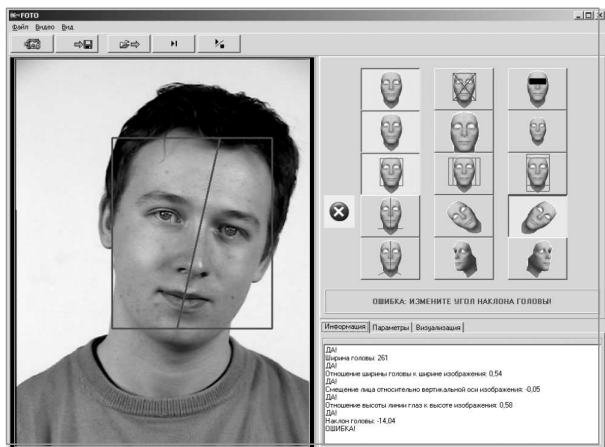 Файл Видео Вид
ОШИБКА: ИЗМЕНИТЕ УГОЛ НАКЛОНА ГОЛОВЫ!
Информация Параметры Визуализация
ДА!
Ширина головы: 261
ДА!
Отношение ширины головы к ширине изображения: 0,54
ДА!
Смещение лица относительно вертикальной оси изображения: -0,05
ДА!
Отношение высоты линии глаз к высоте изображения: 0,58
ДА!
Наклон головы: -14,04
ОШИБКА!